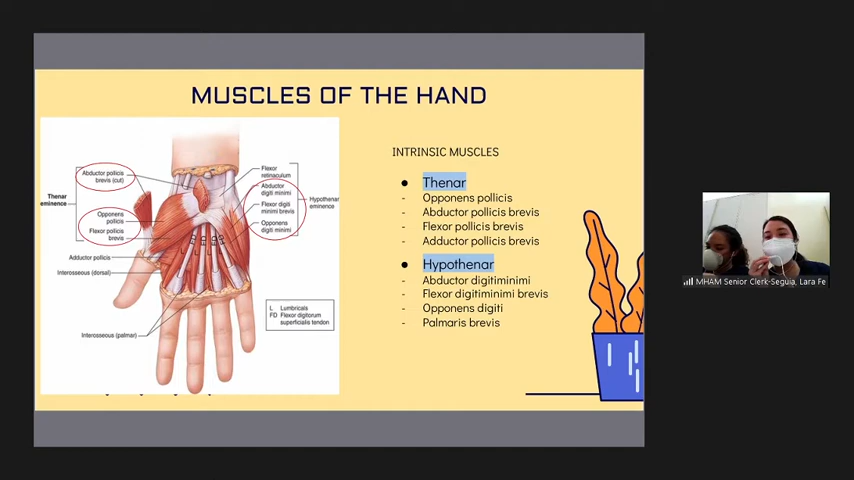 MUSCLES OF THE HAND
Abductor pollicis
brevis (cut)
Thenar
eminence
Opponens
pollicis
Flexor pollicis
brevis
Adductor pollicis
Interosseous (dorsal)
Interosseous (palmar)
Flexor
retinaculum
Abductor
digiti minimi
Flexor digiti
minimi brevis
Opponens
digiti minimi
Hypothenar
eminence
L Lumbricals
FD Flexor digitorum
superficialis tendon
INTRINSIC MUSCLES
● Thenar
- Opponens pollicis
- Abductor pollicis brevis
- Flexor pollicis brevis
- Adductor pollicis brevis
● Hypothenar
- Abductor digitiminimi
- Flexor digitiminimi brevis
- Opponens digiti
- Palmaris brevis
MHAM Senior Clerk-Seguia, Lara Fe